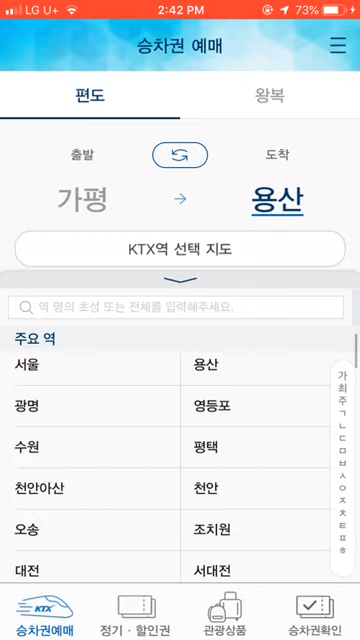 LG U+ 2:42 PM 73%
승차권 예매
편도 왕복
출발 도착
가평 → 용산
KTX역 선택 지도
역 명의 초성 또는 전체를 입력해주세요.
주요 역
서울 용산
광명 영등포
수원 평택
천안아산 천안
오송 조치원
대전 서대전
가
최
주
ㄱ
ㄴ
ㄷ
ㅁ
ㅂ
ㅅ
ㅇ
ㅈ
ㅊ
ㅌ
ㅍ
ㅎ
KTX
승차권예매 정기 · 할인권 관광상품 승차권확인